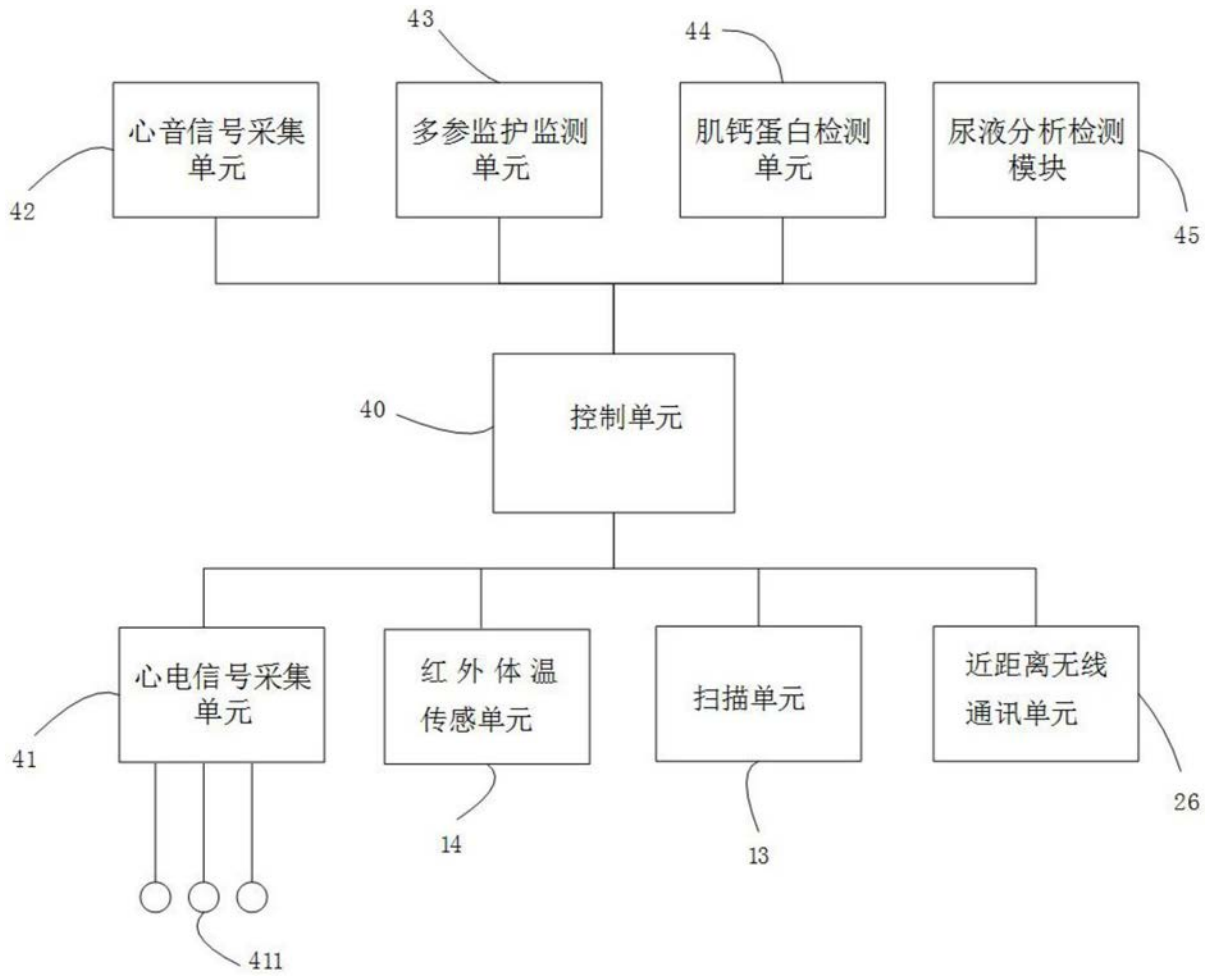 43
44
心音信号采集
单元
多参监护监测
单元
肌钙蛋白检测
单元
尿液分析检测
模块
42
45
40
控制单元
心电信号采集
单元
红外体温
传感单元
扫描单元
近距离无线
通讯单元
41
14
13
26
411